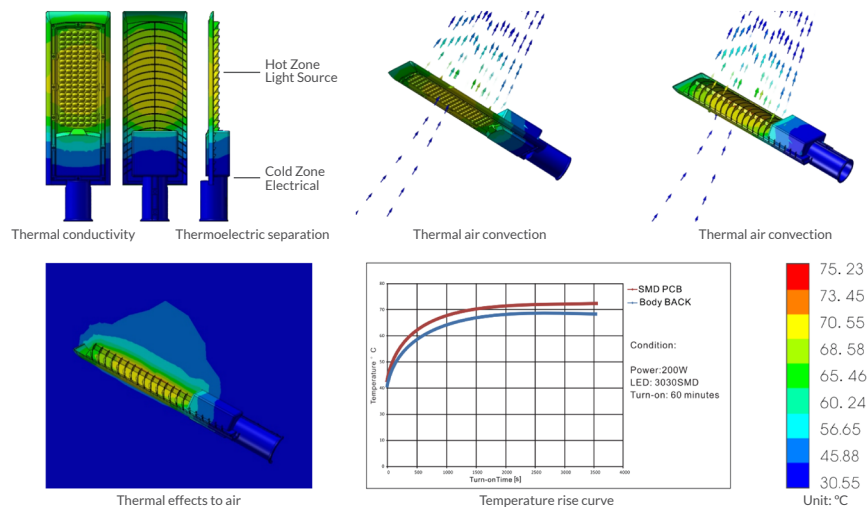 Hot Zone
Light Source
Cold Zone
Electrical
Thermal conductivity
Thermoelectric separation
Thermal air convection
Thermal air convection
80
70
60
50
40
30
20
10
0
Temperature ° C
0
500
1000
1500
2000
2500
3000
3500
4000
Turn-onTime [s]
SMD PCB
Body BACK
Condition:
Power:200W
LED: 3030SMD
Turn-on: 60 minutes
75.23
73.45
70.55
68.58
65.46
60.24
56.65
45.88
30.55
Thermal effects to air
Temperature rise curve
Unit: °C